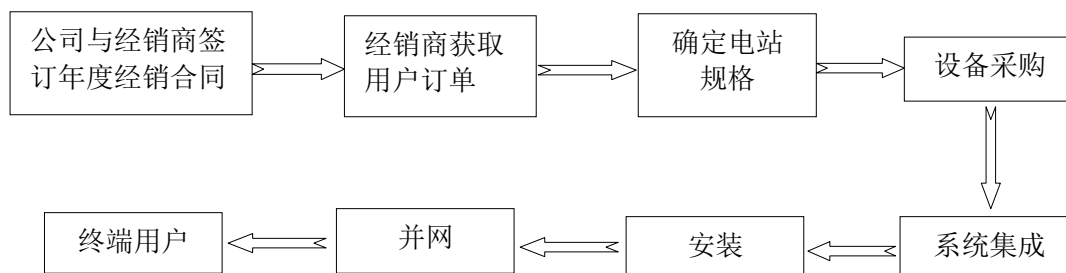 公司与经销商签
订年度经销合同
经销商获取
用户订单
确定电站
规格
设备采购
系统集成
安装
并网
终端用户